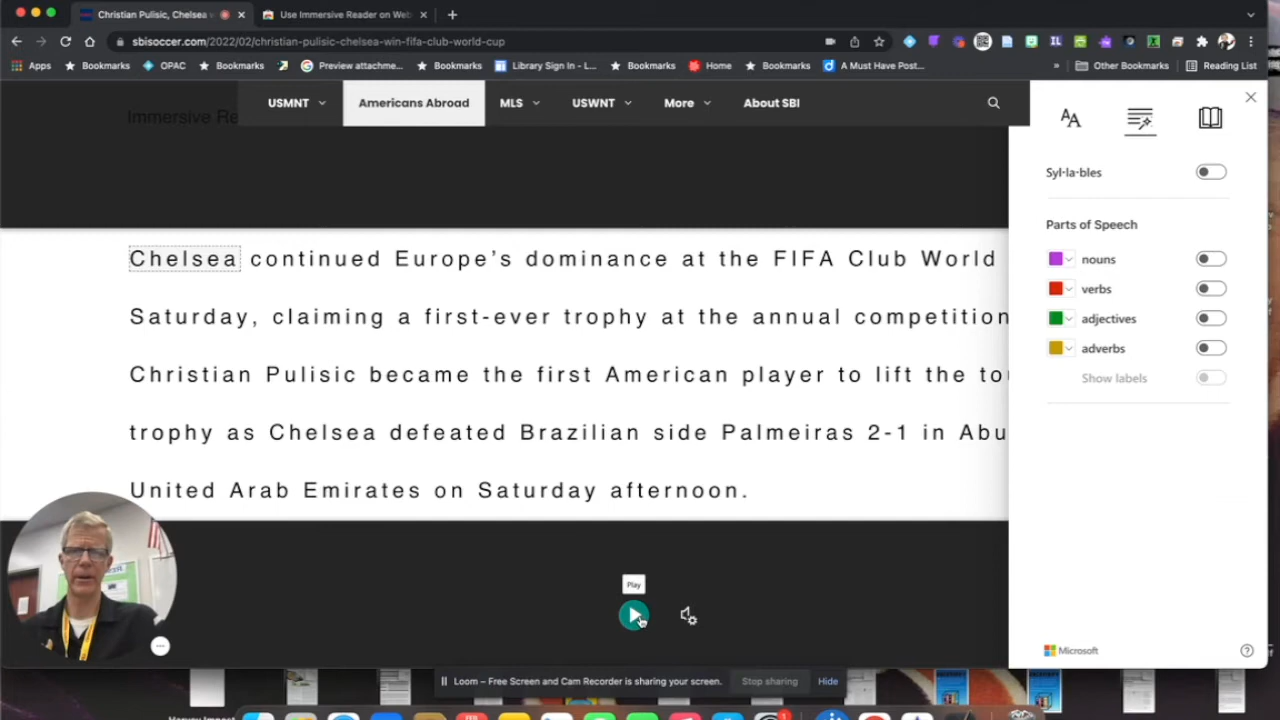 Christian Pulisic, Chelsea
Use Immersive Reader on Web
sbisoccer.com/2022/02/christian-pulisic-chelsea-win-fifa-club-world-cup
Apps
Bookmarks
OPAC
Bookmarks
Preview attachme...
Bookmarks
Library Sign In - L...
Bookmarks
Home
Bookmarks
A Must Have Post...
»
Other Bookmarks
Reading List
Immersive Re
USMNT
Americans Abroad
MLS
USWNT
More
About SBI
Syl·la·bles
Parts of Speech
nouns
verbs
adjectives
adverbs
Show labels
Chelsea continued Europe’s dominance at the FIFA Club World
Saturday, claiming a first-ever trophy at the annual competition
Christian Pulisic became the first American player to lift the to
trophy as Chelsea defeated Brazilian side Palmeiras 2-1 in Abu
United Arab Emirates on Saturday afternoon.
Play
Microsoft
Loom – Free Screen and Cam Recorder is sharing your screen.
Stop sharing
Hide